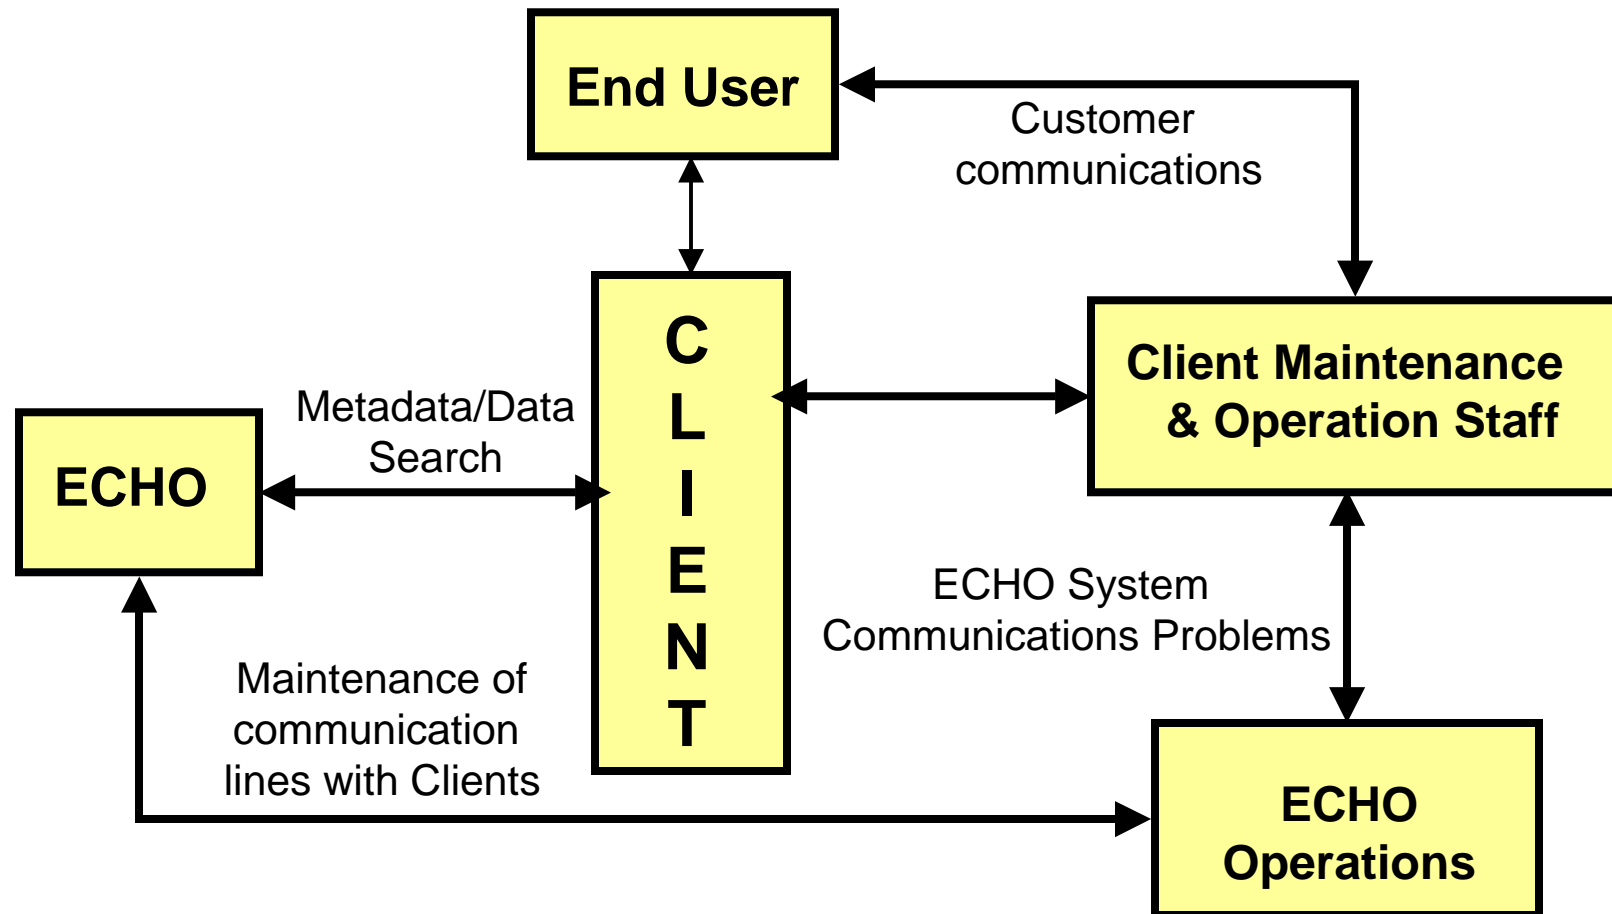 End User
Customer
communications
C
L
I
E
N
T
Client Maintenance
& Operation Staff
Metadata/Data
Search
ECHO
ECHO System
Communications Problems
Maintenance of
communication
lines with Clients
ECHO
Operations